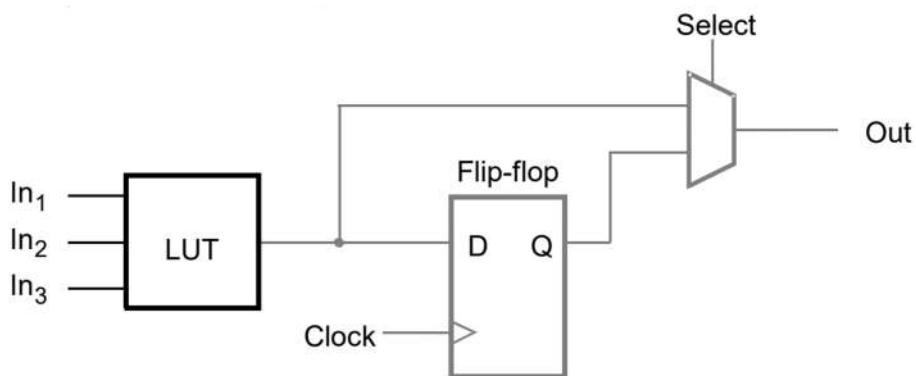 Select
Out
Flip-flop
In1
In2
In3
LUT
D Q
Clock